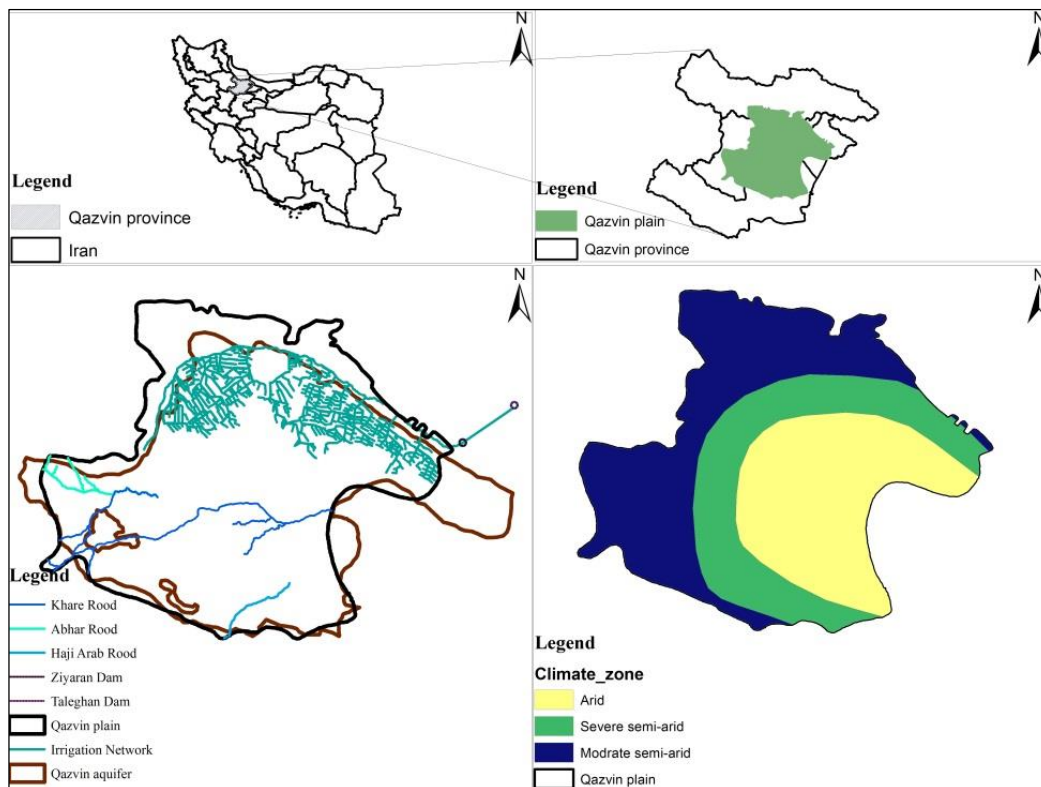 N
Legend
Qazvin province
Iran
N
Legend
Qazvin plain
Qazvin province
N
Legend
Khare Rood
Abhar Rood
Haji Arab Rood
Ziyaran Dam
Taleghan Dam
Qazvin plain
Irrigation Network
Qazvin aquifer
N
Legend
Climate_zone
Arid
Severe semi-arid
Modrate semi-arid
Qazvin plain